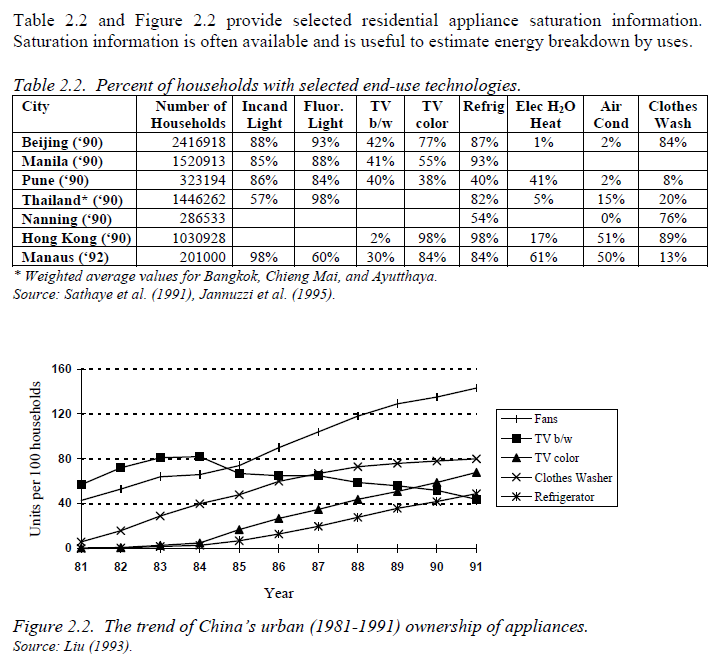 Table 2.2 and Figure 2.2 provide selected residential appliance saturation information.
Saturation information is often available and is useful to estimate energy breakdown by uses.
Table 2.2. Percent of households with selected end-use technologies.
City Number of Households Incand Light Fluor. Light TV b/w TV color Refrig Elec H₂O Heat Air Cond Clothes Wash
Beijing (‘90) 2416918 88% 93% 42% 77% 87% 1% 2% 84%
Manila (‘90) 1520913 85% 88% 41% 55% 93%
Pune (‘90) 323194 86% 84% 40% 38% 40% 41% 2% 8%
Thailand* (‘90) 1446262 57% 98% 82% 5% 15% 20%
Nanning (‘90) 286533 54% 0% 76%
Hong Kong (‘90) 1030928 2% 98% 98% 17% 51% 89%
Manaus (‘92) 201000 98% 60% 30% 84% 84% 61% 50% 13%
* Weighted average values for Bangkok, Chieng Mai, and Ayutthaya.
Source: Sathaye et al. (1991), Jannuzzi et al. (1995).
Units per 100 households
160
120
80
40
0
81 82 83 84 85 86 87 88 89 90 91
Year
Fans
TV b/w
TV color
Clothes Washer
Refrigerator
Figure 2.2. The trend of China’s urban (1981-1991) ownership of appliances.
Source: Liu (1993).